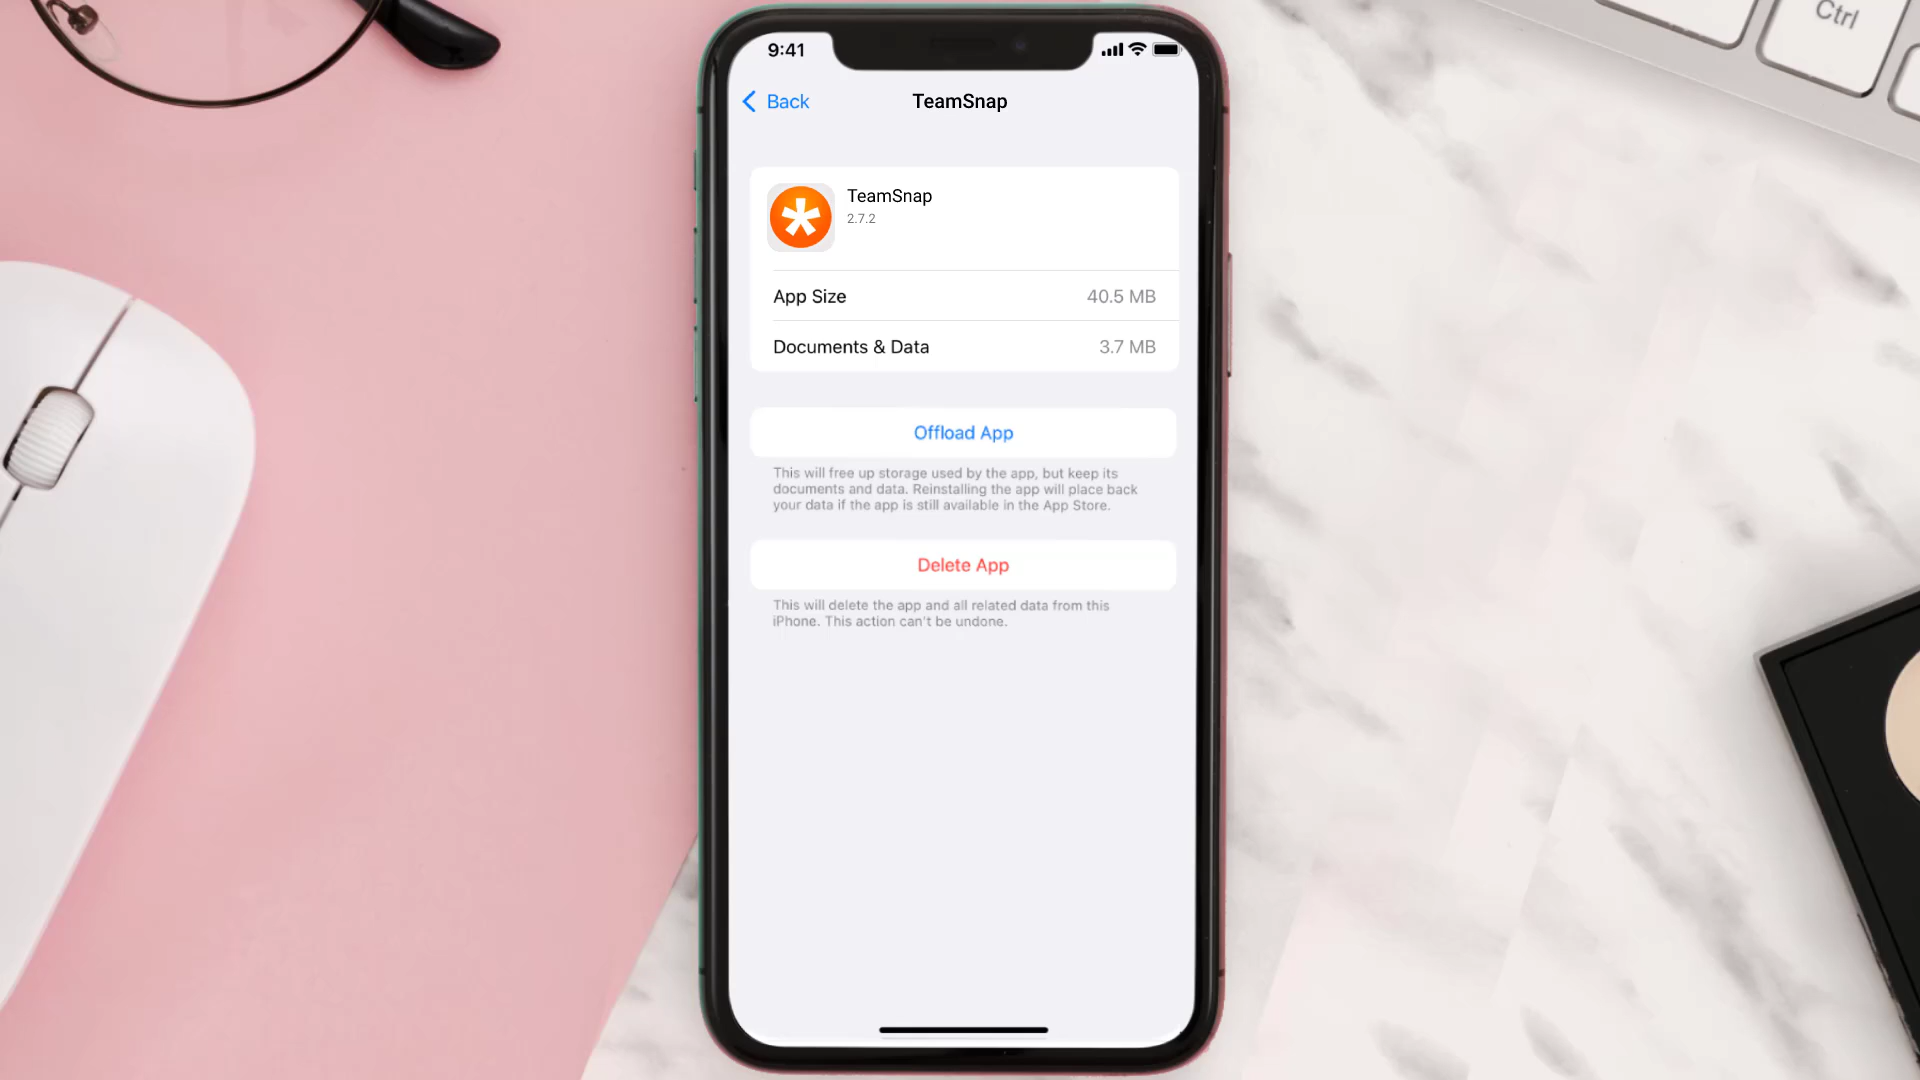 Ctrl
9:41
Back
TeamSnap
TeamSnap
2.7.2
App Size 40.5 MB
Documents & Data 3.7 MB
Offload App
This will free up storage used by the app, but keep its
documents and data. Reinstalling the app will place back
your data if the app is still available in the App Store.
Delete App
This will delete the app and all related data from this
iPhone. This action can't be undone.